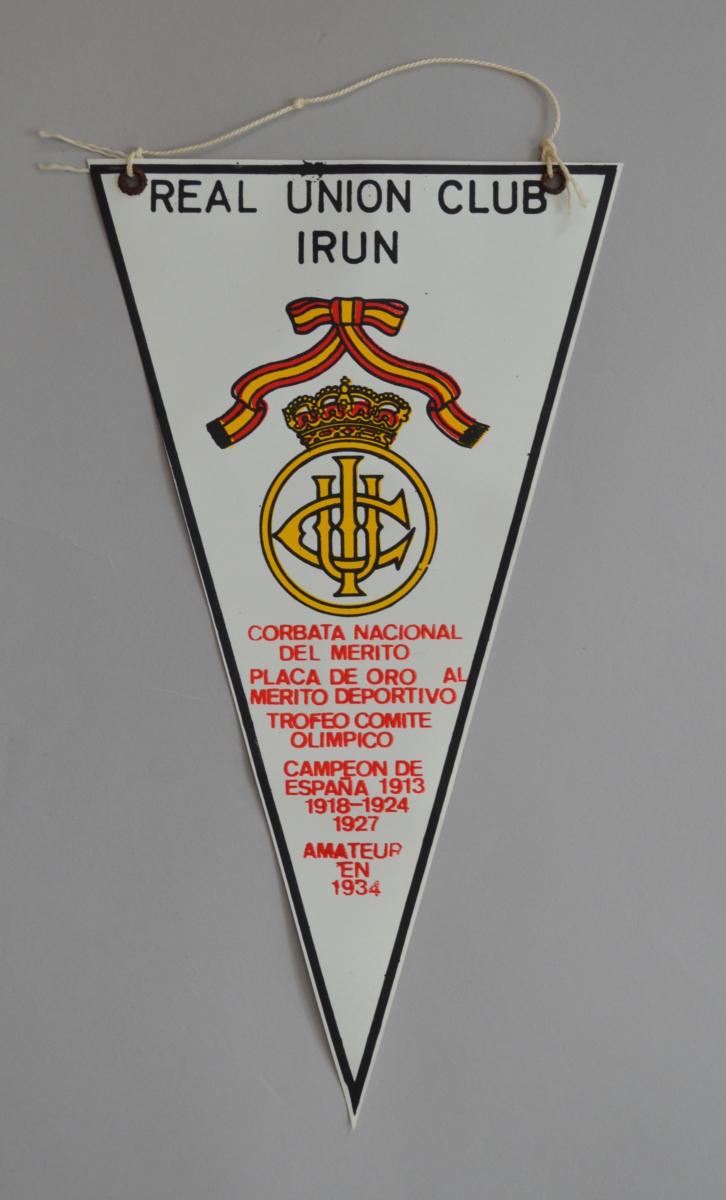 REAL UNION CLUB
IRUN
CORBATA NACIONAL
DEL MERITO
PLACA DE ORO AL
MERITO DEPORTIVO
TROFEO COMITE
OLIMPICO
CAMPEON DE
ESPAÑA 1913
1918-1924
1927
AMATEUR
EN
1934